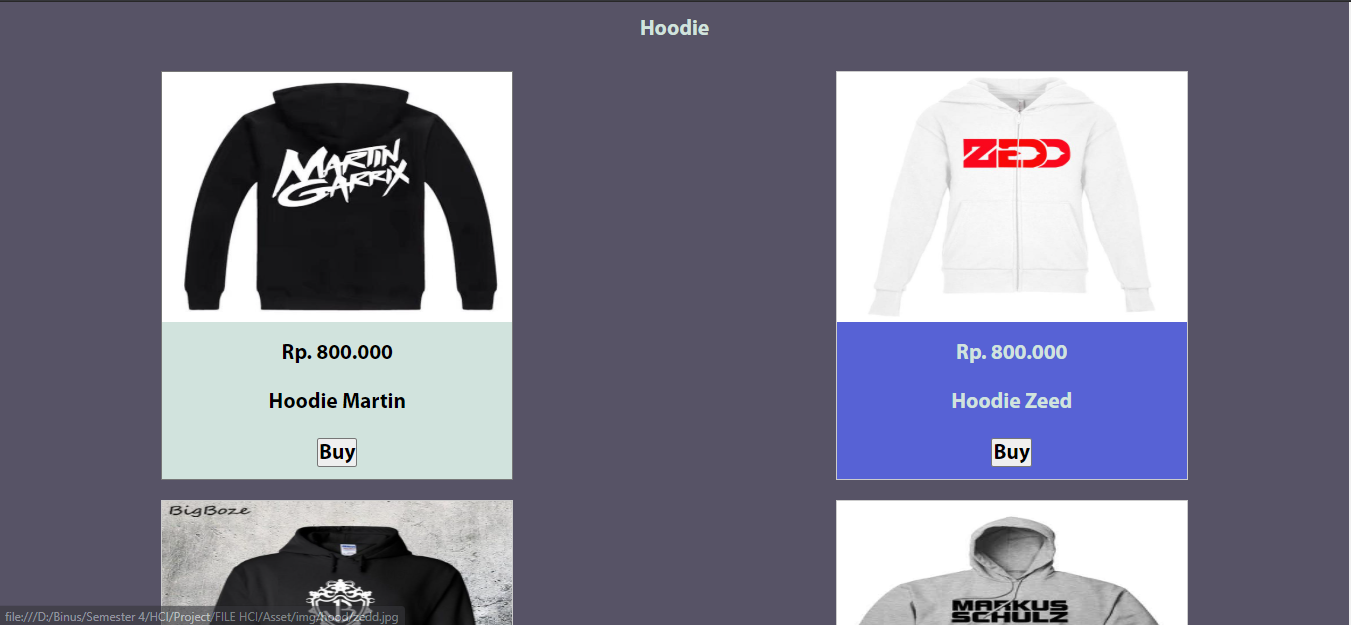 Hoodie
MARTIN
GARRIX
ZEDD
Rp. 800.000
Rp. 800.000
Hoodie Martin
Hoodie Zeed
Buy
Buy
BigBoze
MARKUS
SCHULZ
file:///D:/Binus/Semester 4/HCI/Project/FILE HCI/Asset/img/hood/zedd.jpg